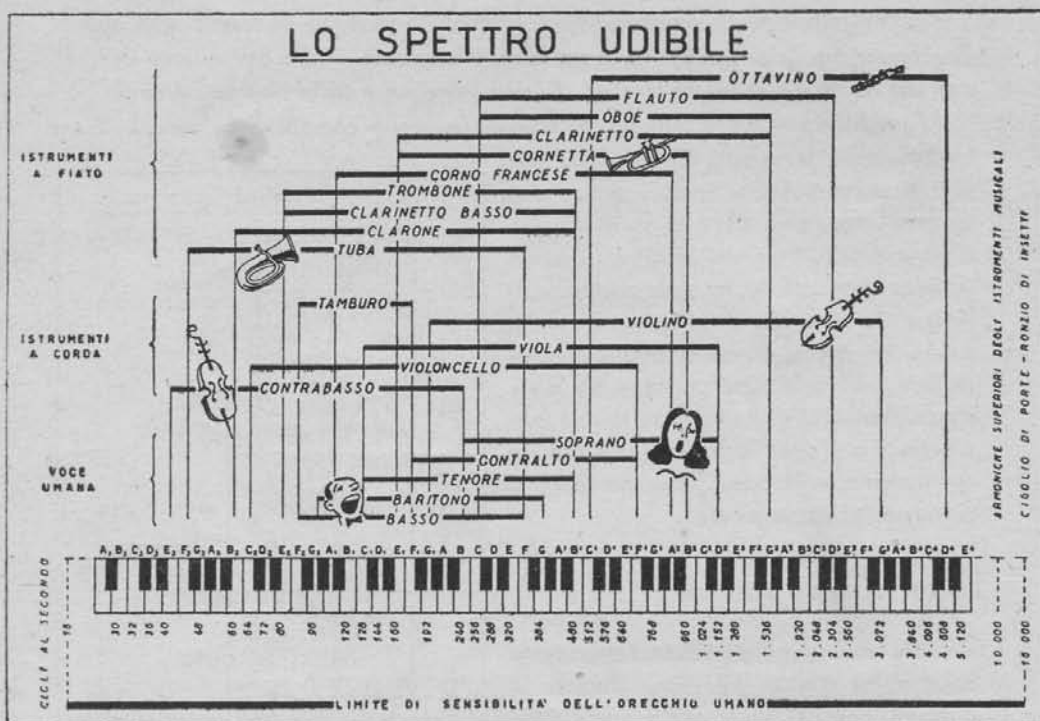 LO SPETTRO UDIBILE
OTTAVINO
FLAUTO
OBOE
CLARINETTO
CORNETTA
CORNO FRANCESE
TROMBONE
CLARINETTO BASSO
CLARONE
TUBA
ISTRUMENTI
A FIATO
TAMBURO
VIOLINO
VIOLA
VIOLONCELLO
CONTRABASSO
ISTRUMENTI
A CORDA
SOPRANO
CONTRALTO
TENORE
BARITONO
BASSO
VOCE
UMANA
ARMONICHE SUPERIORI DEGLI ISTROMENTI MUSICALI
CIGOLIO DI PORTE - RONZIO DI INSETTI
CICLI AL SECONDO
16 30 32 36 40 48 60 64 72 80 96 120 128 144 160 192 240 256 288 320 384 480 512 576 640 768 960 1.024 1.152 1.536 1.920 2.048 2.304 2.560 3.072 3.840 4.096 4.608 5.120 10 000
LIMITE DI SENSIBILITA' DELL'ORECCHIO UMANO